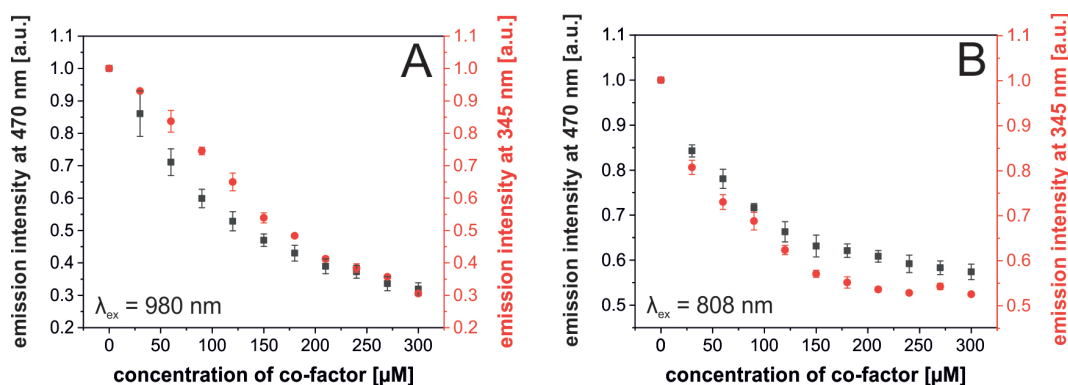 A
emission intensity at 470 nm [a.u.]
1.1
1.0
0.9
0.8
0.7
0.6
0.5
0.4
0.3
0.2
1.1
1.0
0.9
0.8
0.7
0.6
0.5
0.4
0.3
0.2
emission intensity at 345 nm [a.u.]
λex = 980 nm
0 50 100 150 200 250 300
concentration of co-factor [µM]
B
emission intensity at 470 nm [a.u.]
1.1
1.0
0.9
0.8
0.7
0.6
0.5
1.1
1.0
0.9
0.8
0.7
0.6
0.5
emission intensity at 345 nm [a.u.]
λex = 808 nm
0 50 100 150 200 250 300
concentration of co-factor [µM]